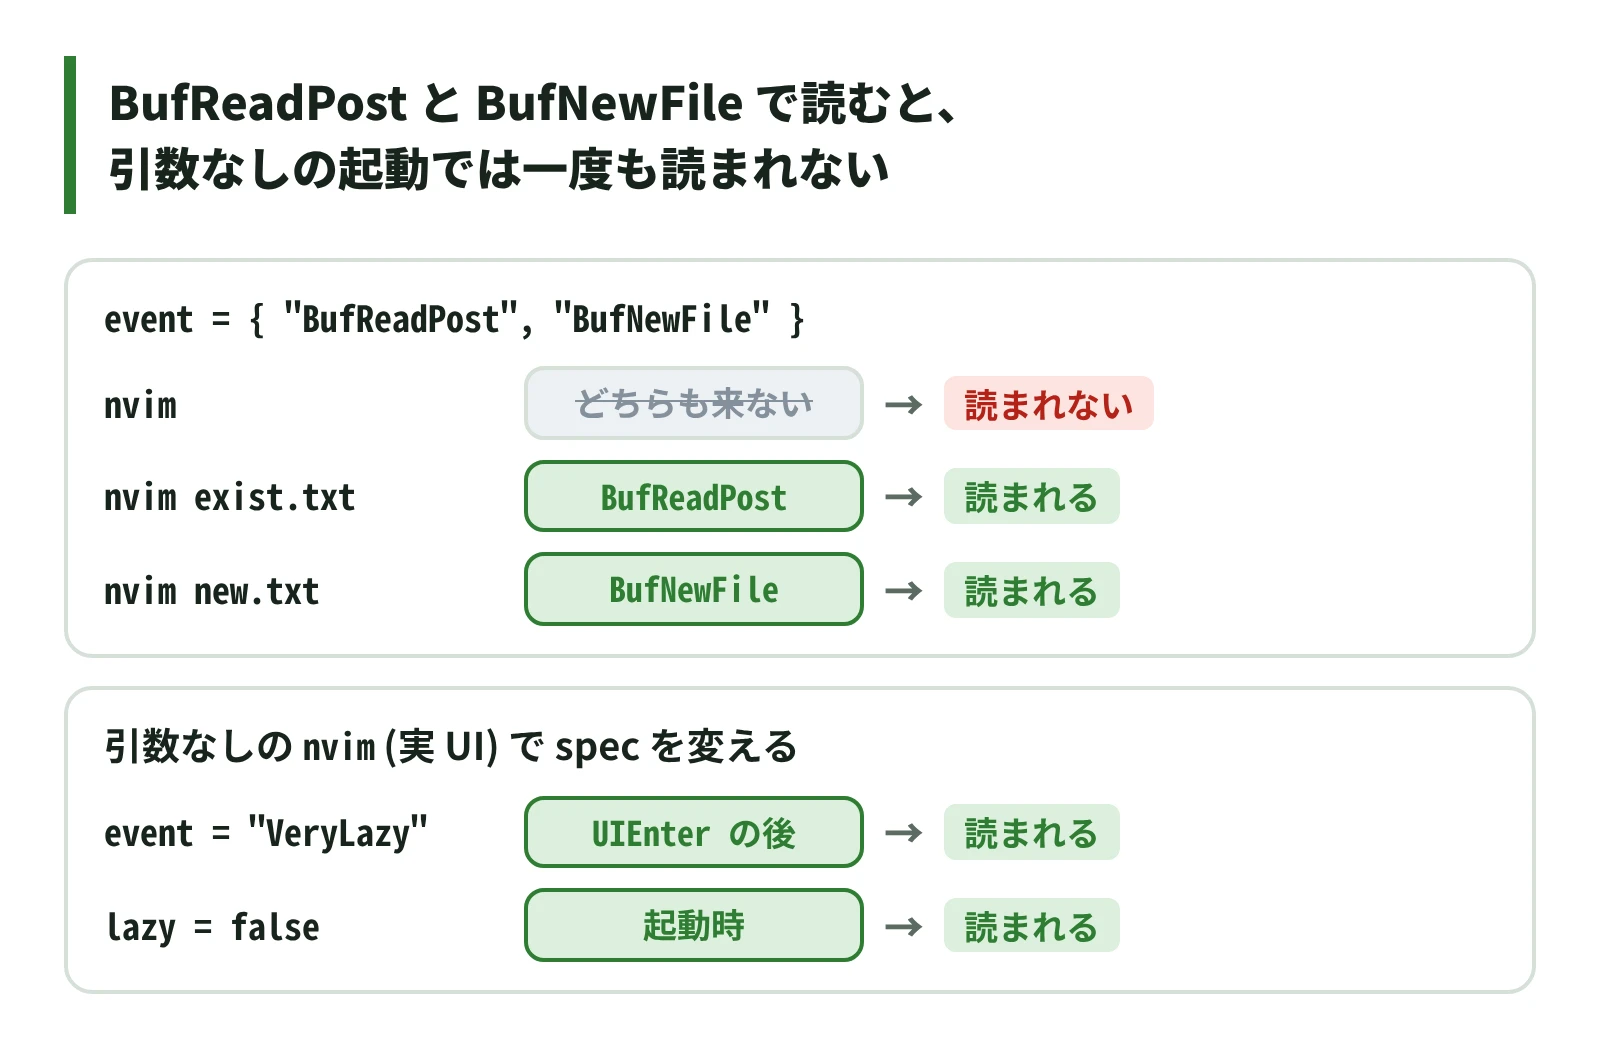 BufReadPost と BufNewFile で読むと、
引数なしの起動では一度も読まれない
event = { "BufReadPost", "BufNewFile" }
nvim どちらも来ない → 読まれない
nvim exist.txt BufReadPost → 読まれる
nvim new.txt BufNewFile → 読まれる
引数なしの nvim (実 UI) で spec を変える
event = "VeryLazy" UIEnter の後 → 読まれる
lazy = false 起動時 → 読まれる